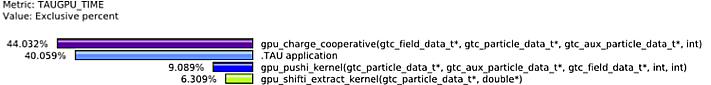 Metric: TAUGPU_TIME
Value: Exclusive percent
44.032% gpu_charge_cooperative(gtc_field_data_t*, gtc_particle_data_t*, gtc_aux_particle_data_t*, int)
40.059% .TAU application
9.089% gpu_pushi_kernel(gtc_particle_data_t*, gtc_aux_particle_data_t*, gtc_field_data_t*, int, int)
6.309% gpu_shifti_extract_kernel(gtc_particle_data_t*, double*)